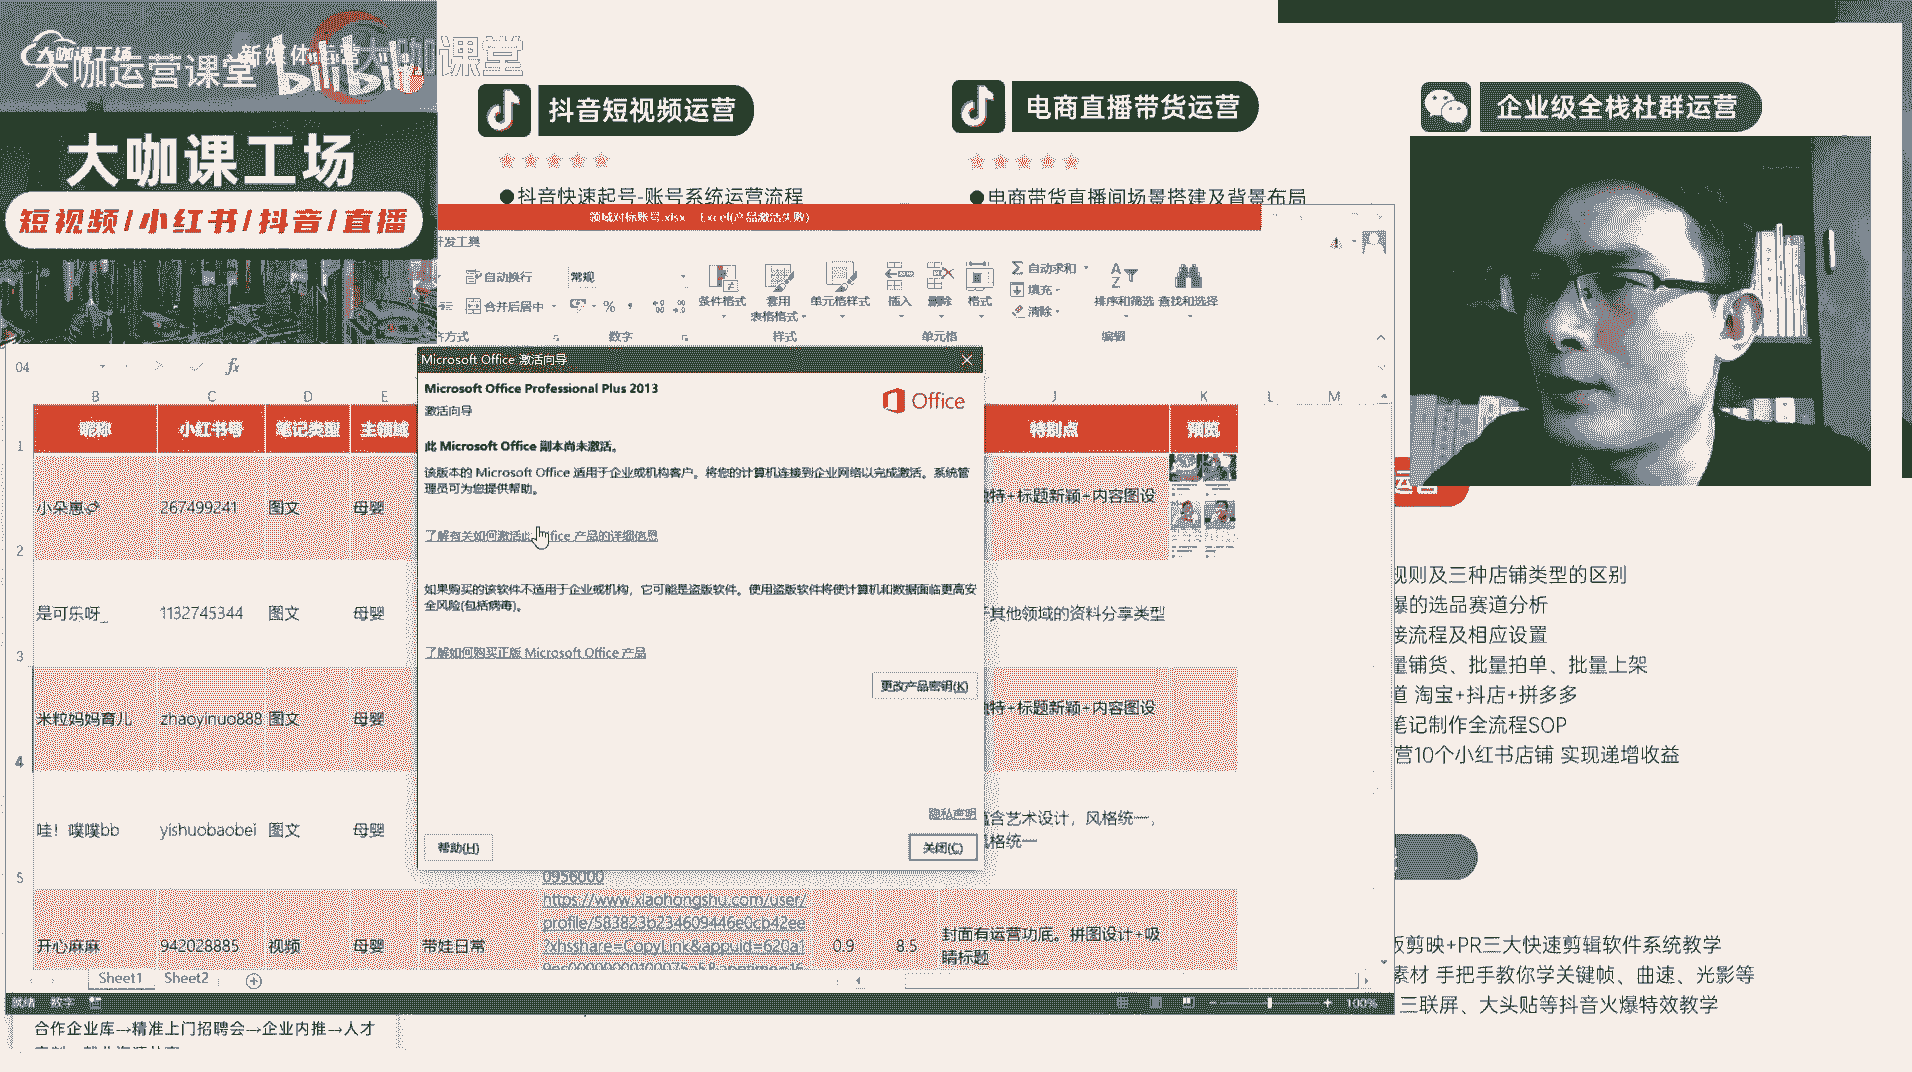 大咖课工场
大咖运营课堂
新媒体运营
bilibili
大咖课堂
大咖课工场
短视频/小红书/抖音/直播
抖音短视频运营
电商直播带货运营
企业级全栈社群运营
●抖音快速起号-账号系统运营流程
●电商带货直播间场景搭建及背景布局
领域对标账号.xlsx - Excel(产品激活失败)
开发工具
自动换行
常规
合并后居中
%
条件格式
套用
表格格式
单元格样式
插入
删除
格式
自动求和
填充
清除
排序和筛选
查找和选择
方式
数字
样式
单元格
编辑
O4
fx
B C D E J K L M
1 昵称 小红书号 笔记类型 主领域 特别点 预览
2 小朵崽 267499241 图文 母婴 特+标题新颖+内容图设
3 是可乐呀_ 1132745344 图文 母婴 其他领域的资料分享类型
4 米粒妈妈育儿 zhaoyinuo888 图文 母婴 特+标题新颖+内容图设
5 哇！噗噗bb yishuobaobei 图文 母婴 含艺术设计，风格统一，
格统一
0956000
开心麻麻 942028885 视频 母婴 带娃日常 https://www.xiaohongshu.com/user/
profile/583823b234609446e0cb42ee
?xhsshare=CopyLink&appuid=620a1
0.9 8.5 封面有运营功底。拼图设计+吸
睛标题
Microsoft Office 激活向导
Microsoft Office Professional Plus 2013
Office
激活向导
此 Microsoft Office 副本尚未激活。
该版本的 Microsoft Office 适用于企业或机构客户。将您的计算机连接到企业网络以完成激活。系统管
理员可为您提供帮助。
了解有关如何激活此 Office 产品的详细信息
如果购买的该软件不适用于企业或机构，它可能是盗版软件。使用盗版软件将使计算机和数据面临更高安
全风险(包括病毒)。
了解如何购买正版 Microsoft Office 产品
更改产品密钥(K)
隐私声明
帮助(H)
关闭(C)
Sheet1 Sheet2
就绪 数字
100%
合作企业库→精准上门招聘会→企业内推→人才
运营
规则及三种店铺类型的区别
爆的选品赛道分析
接流程及相应设置
量铺货、批量拍单、批量上架
道 淘宝+抖店+拼多多
笔记制作全流程SOP
营10个小红书店铺 实现递增收益
版剪映+PR三大快速剪辑软件系统教学
素材 手把手教你学关键帧、曲速、光影等
三联屏、大头贴等抖音火爆特效教学